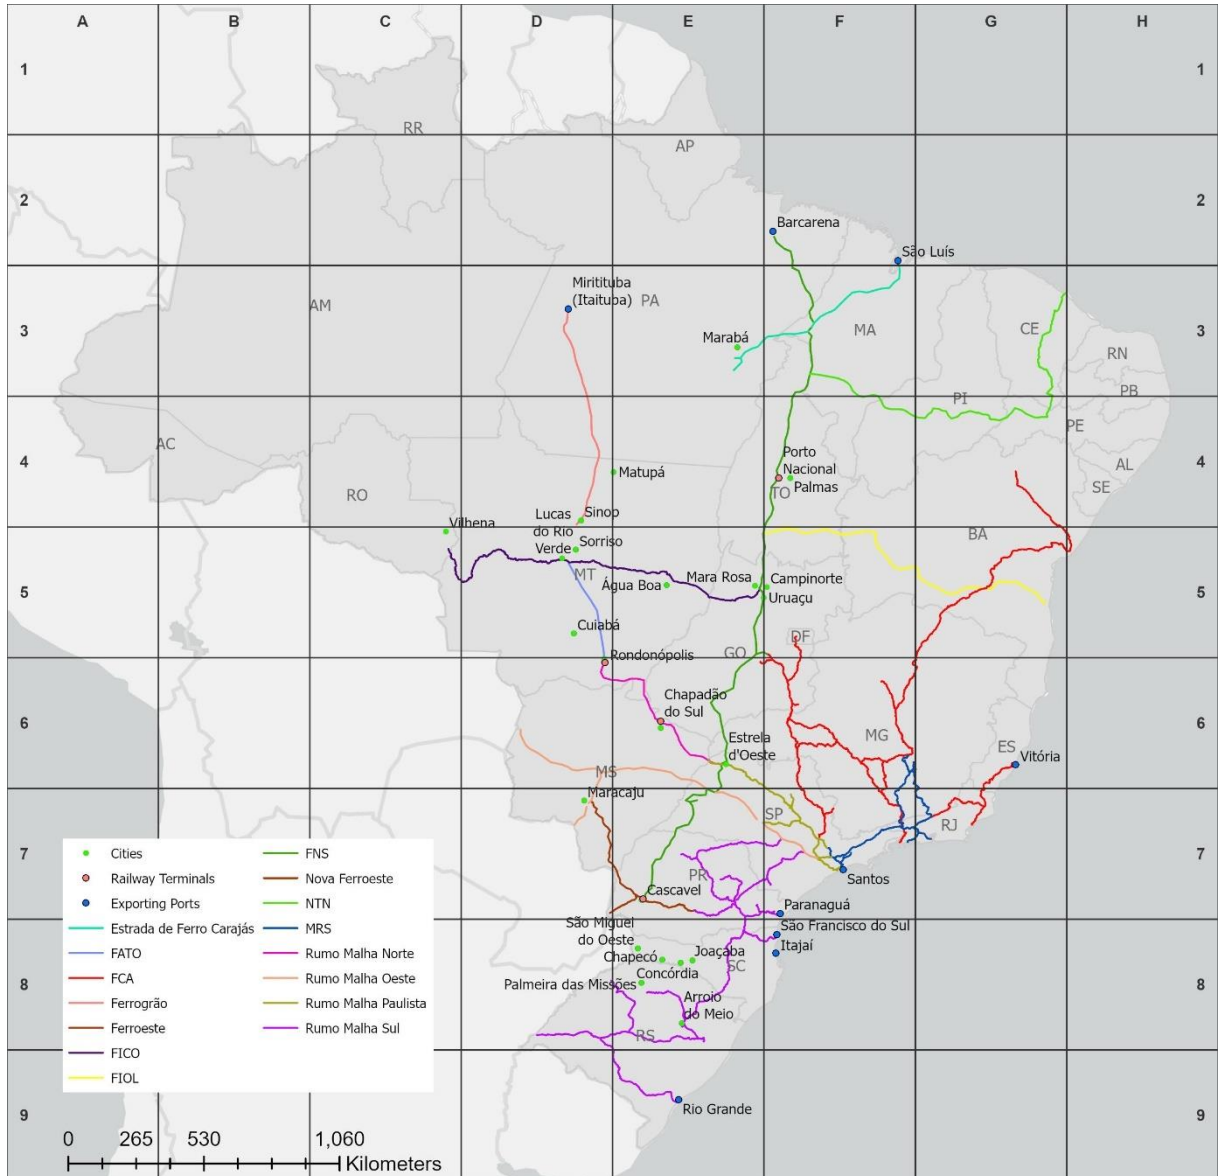 A B C D E F G H
1 1
RR
AP
2 2
Barcarena
São Luís
Miritituba
(Itaituba)
PA
AM
3 3
MA
CE
Marabá
RN
PB
PI
PE
AC
Porto
Nacional
Palmas
TO
4 4
AL
SE
Matupá
RO
Vilhena
Lucas
do Rio
Verde
Sinop
Sorriso
BA
MT
Água Boa
Mara Rosa
Campinorte
Uruaçu
5 5
Cuiabá
DF
GO
Rondonópolis
Chapadão
do Sul
6 6
MG
ES
Vitória
Estrela
d'Oeste
MS
Maracaju
SP
RJ
7 7
Santos
PR
Cascavel
Paranaguá
São Francisco do Sul
São Miguel
do Oeste
Itajaí
Chapecó
Joaçaba
SC
Concórdia
Palmeira das Missões
8 8
Arroio
do Meio
RS
Rio Grande
9 9
Cities
Railway Terminals
Exporting Ports
Estrada de Ferro Carajás
FATO
FCA
Ferrogrão
Ferroeste
FICO
FIOL
FNS
Nova Ferroeste
NTN
MRS
Rumo Malha Norte
Rumo Malha Oeste
Rumo Malha Paulista
Rumo Malha Sul
0 265 530 1,060
Kilometers